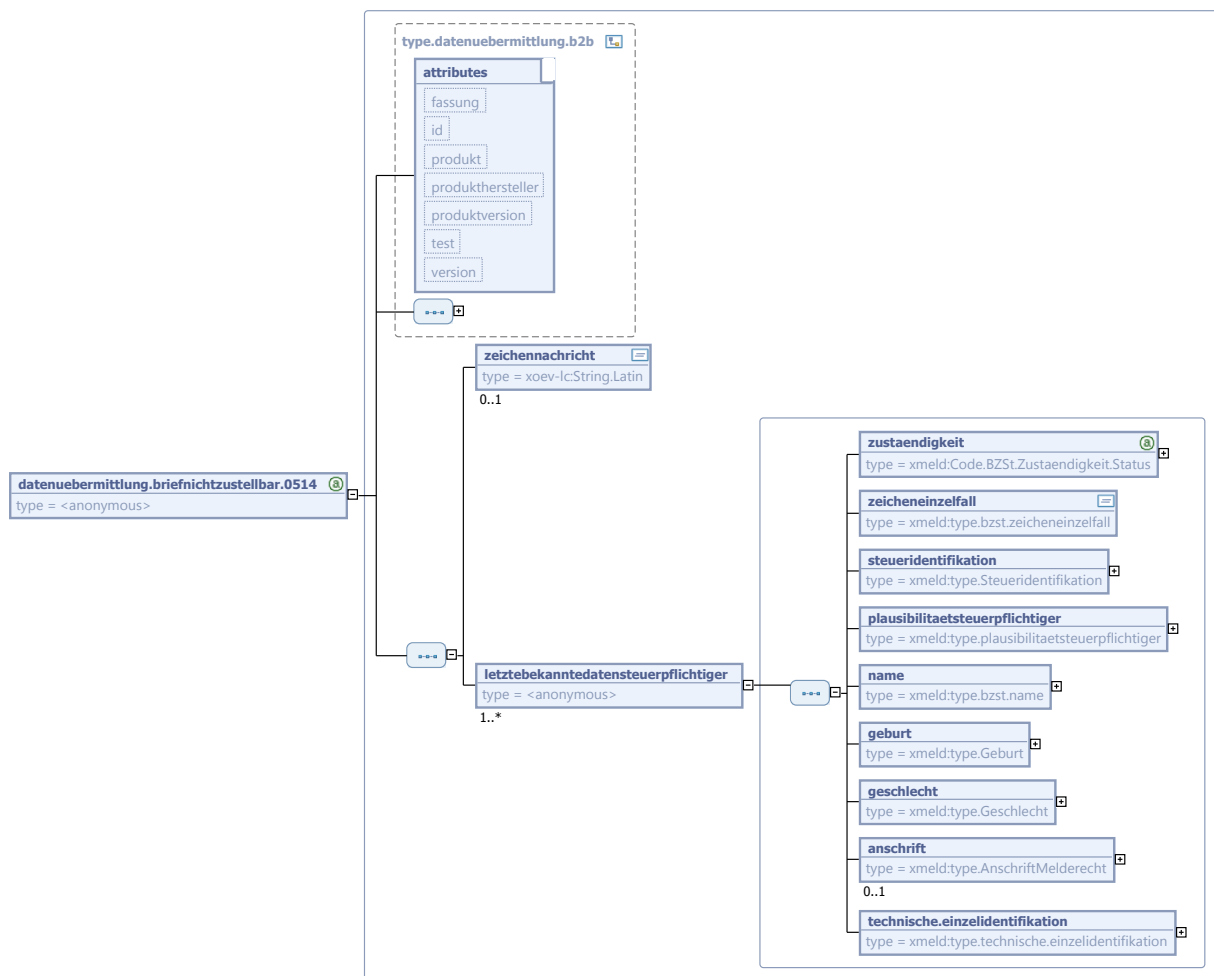 type.datenuebermittlung.b2b
attributes
fassung
id
produkt
produkthersteller
produktversion
test
version
zeichennachricht
type = xoev-lc:String.Latin
0..1
datenuebermittlung.briefnichtzustellbar.0514 a
type = <anonymous>
letztebekanntedatensteuerpflichtiger
type = <anonymous>
1..*
zustaendigkeit a
type = xmeld:Code.BZSt.Zustaendigkeit.Status
zeicheneinzelfall
type = xmeld:type.bzst.zeicheneinzelfall
steueridentifikation
type = xmeld:type.Steueridentifikation
plausibilitaetsteuerpflichtiger
type = xmeld:type.plausibilitaetsteuerpflichtiger
name
type = xmeld:type.bzst.name
geburt
type = xmeld:type.Geburt
geschlecht
type = xmeld:type.Geschlecht
anschrift
type = xmeld:type.AnschriftMelderecht
0..1
technische.einzelidentifikation
type = xmeld:type.technische.einzelidentifikation